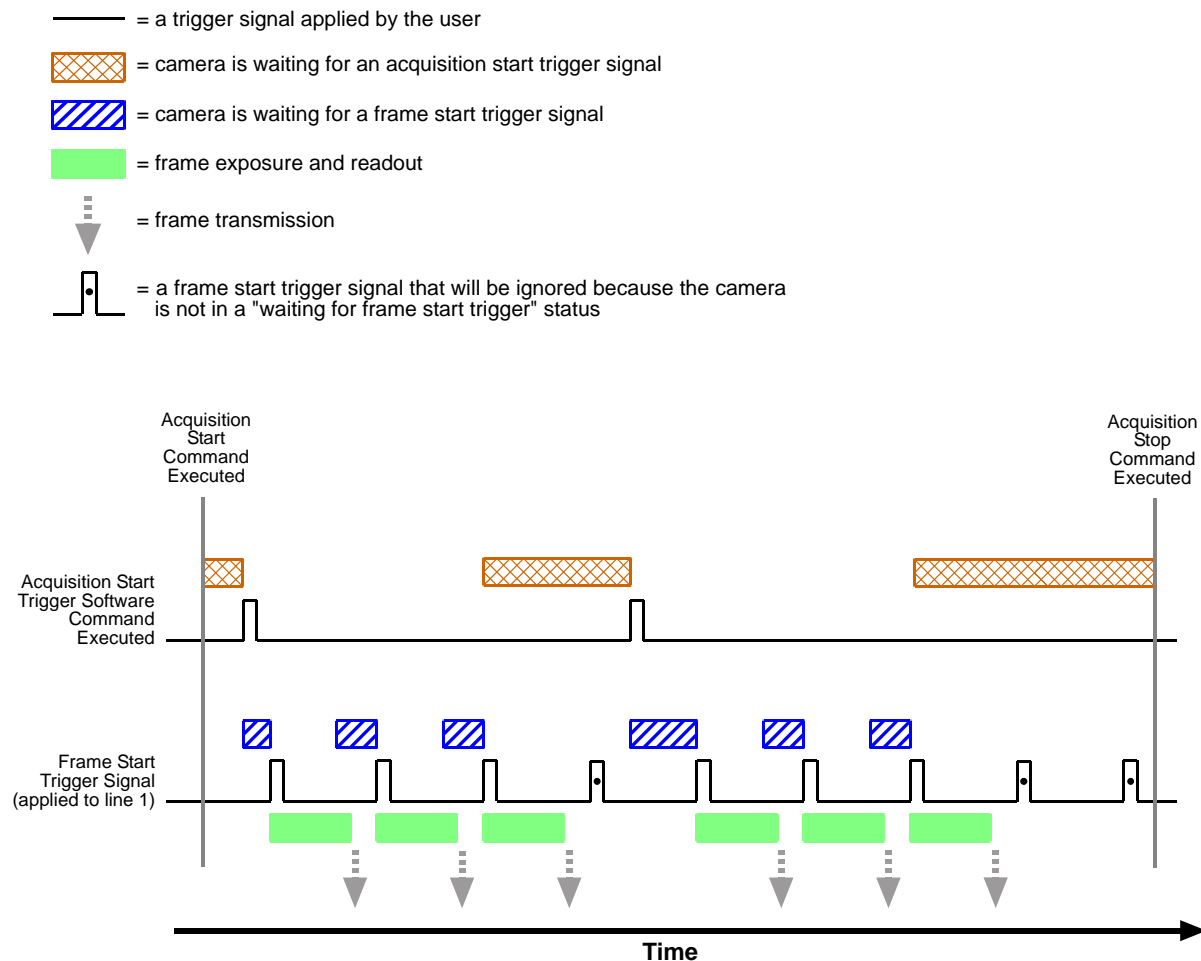 = a trigger signal applied by the user
= camera is waiting for an acquisition start trigger signal
= camera is waiting for a frame start trigger signal
= frame exposure and readout
= frame transmission
= a frame start trigger signal that will be ignored because the camera
is not in a "waiting for frame start trigger" status
Acquisition
Start
Command
Executed
Acquisition
Stop
Command
Executed
Acquisition Start
Trigger Software
Command
Executed
Frame Start
Trigger Signal
(applied to line 1)
Time